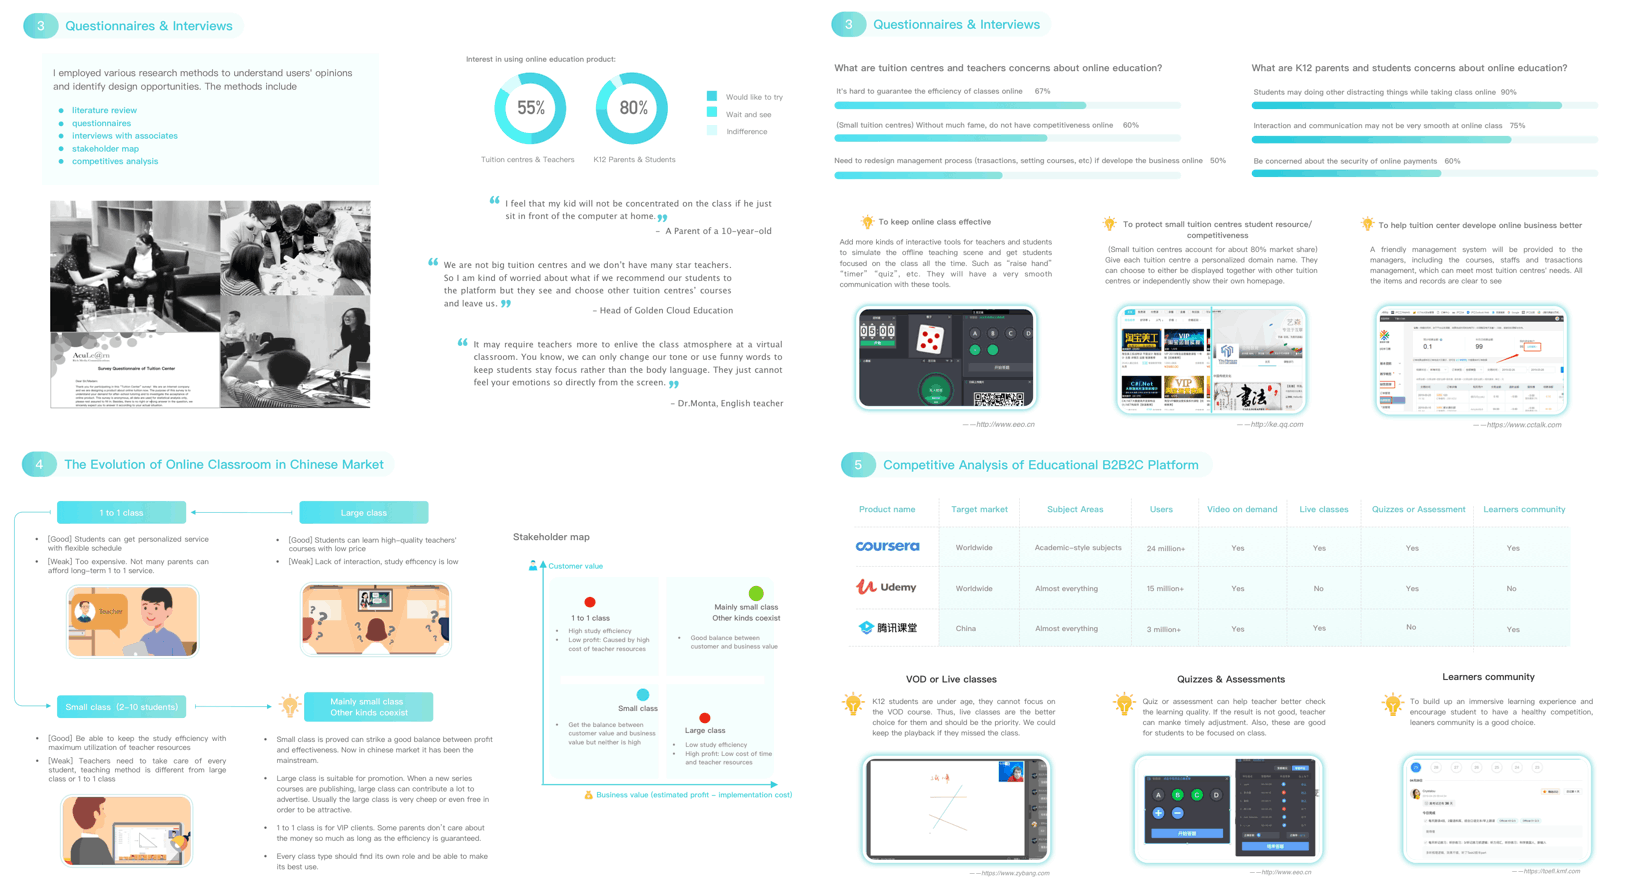 3 Questionnaires & Interviews
I employed various research methods to understand users' opinions
and identify design opportunities. The methods include
literature review
questionnaires
interviews with associates
stakeholder map
competitives analysis
AcuLearn
Survey Questionnaire of Tuition Center
Interest in using online education product:
55%
80%
Would like to try
Wait and see
Indifference
Tuition centres & Teachers
K12 Parents & Students
I feel that my kid will not be concentrated on the class if he just
sit in front of the computer at home.
– A Parent of a 10-year-old
We are not big tuition centres and we don't have many star teachers.
So I am kind of worried about what if we recommend our students to
the platform but they see and choose other tuition centres' courses
and leave us.
– Head of Golden Cloud Education
It may require teachers more to enlive the class atmosphere at a virtual
classroom. You know, we can only change our tone or use funny words to
keep students stay focus rather than the body language. They just cannot
feel your emotions so directly from the screen.
– Dr.Monta, English teacher
3 Questionnaires & Interviews
What are tuition centres and teachers concerns about online education?
It's hard to guarantee the efficiency of classes online 67%
(Small tuition centres) Without much fame, do not have competitiveness online 60%
Need to redesign management process (trasactions, setting courses, etc) if develope the business online 50%
What are K12 parents and students concerns about online education?
Students may doing other distracting things while taking class online 90%
Interaction and communication may not be very smooth at online class 75%
Be concerned about the security of online payments 60%
To keep online class effective
Add more kinds of interactive tools for teachers and students
to simulate the offline teaching scene and get students
focused on the class all the time. Such as "raise hand"
"timer" "quiz", etc. They will have a very smooth
communication with these tools.
05:00
A B C D
——http://www.eeo.cn
To protect small tuition centres student resource/
competitiveness
(Small tuition centres account for about 80% market share)
Give each tuition centre a personalized domain name. They
can choose to either be displayed together with other tuition
centres or independently show their own homepage.
淘宝美工
C#/.Net
VIP
书法
——http://ke.qq.com
To help tuition center develope online business better
A friendly management system will be provided to the
managers, including the courses, staffs and trasactions
management, which can meet most tuition centres' needs. All
the items and records are clear to see
0.1
99
——https://www.cctalk.com
4 The Evolution of Online Classroom in Chinese Market
1 to 1 class
[Good] Students can get personalized service
with flexible schedule
[Weak] Too expensive. Not many parents can
afford long-term 1 to 1 service.
Teacher
Large class
[Good] Students can learn high-quality teachers'
courses with low price
[Weak] Lack of interaction, study effcency is low
? ? ? ?
Small class (2-10 students)
[Good] Be able to keep the study efficiency with
maximum utilization of teacher resources
[Weak] Teachers need to take care of every
student, teaching method is different from large
class or 1 to 1 class
Mainly small class
Other kinds coexist
Small class is proved can strike a good balance between profit
and effectiveness. Now in chinese market it has been the
mainstream.
Large class is suitable for promotion. When a new series
courses are publishing, large class can contribute a lot to
advertise. Usually the large class is very cheep or even free in
order to be attractive.
1 to 1 class is for VIP clients. Some parents don't care about
the money so much as long as the efficiency is guaranteed.
Every class type should find its own role and be able to make
its best use.
Stakeholder map
Customer value
1 to 1 class
High study efficiency
Low profit: Caused by high
cost of teacher resources
Mainly small class
Other kinds coexist
Good balance between
customer and business value
Small class
Get the balance between
customer value and business
value but neither is high
Large class
Low study efficiency
High profit: Low cost of time
and teacher resources
Business value (estimated profit – implementation cost)
5 Competitive Analysis of Educational B2B2C Platform
Product name Target market Subject Areas Users Video on demand Live classes Quizzes or Assessment Learners community
coursera Worldwide Academic-style subjects 24 million+ Yes Yes Yes Yes
Udemy Worldwide Almost everything 15 million+ Yes No Yes No
腾讯课堂 China Almost everything 3 million+ Yes Yes No Yes
VOD or Live classes
K12 students are under age, they cannot focus on
the VOD course. Thus, live classes are the better
choice for them and should be the priority. We could
keep the playback if they missed the class.
——https://www.zybang.com
Quizzes & Assessments
Quiz or assessment can help teacher better check
the learning quality. If the result is not good, teacher
can manke timely adjustment. Also, these are good
for students to be focused on class.
A B C D
——http://www.eeo.cn
Learners community
To build up an immersive learning experience and
encourage student to have a healthy competition,
leaners community is a good choice.
——https://toefl.kmf.com